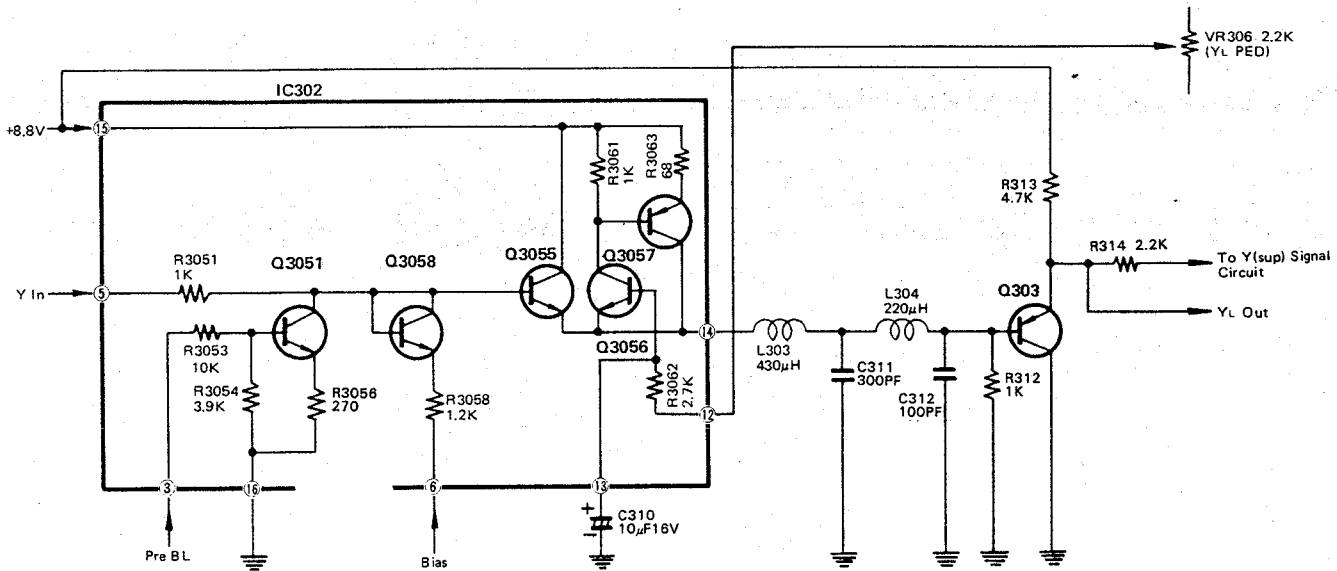 VR306 2.2K
(YL PED)
IC302
+8.8V
15
R3061
1K
R3063
68
R313
4.7K
R314 2.2K
To Y(sup) Signal
Circuit
YL Out
Y In
5
R3051
1K
Q3051
Q3058
Q3055
Q3057
Q3056
14
L303
430μH
L304
220μH
Q303
R3053
10K
R3054
3.9K
R3056
270
R3058
1.2K
R3062
2.7K
12
C311
300PF
C312
100PF
R312
1K
3
16
6
13
+
-
C310
10μF16V
Pre BL
Bias